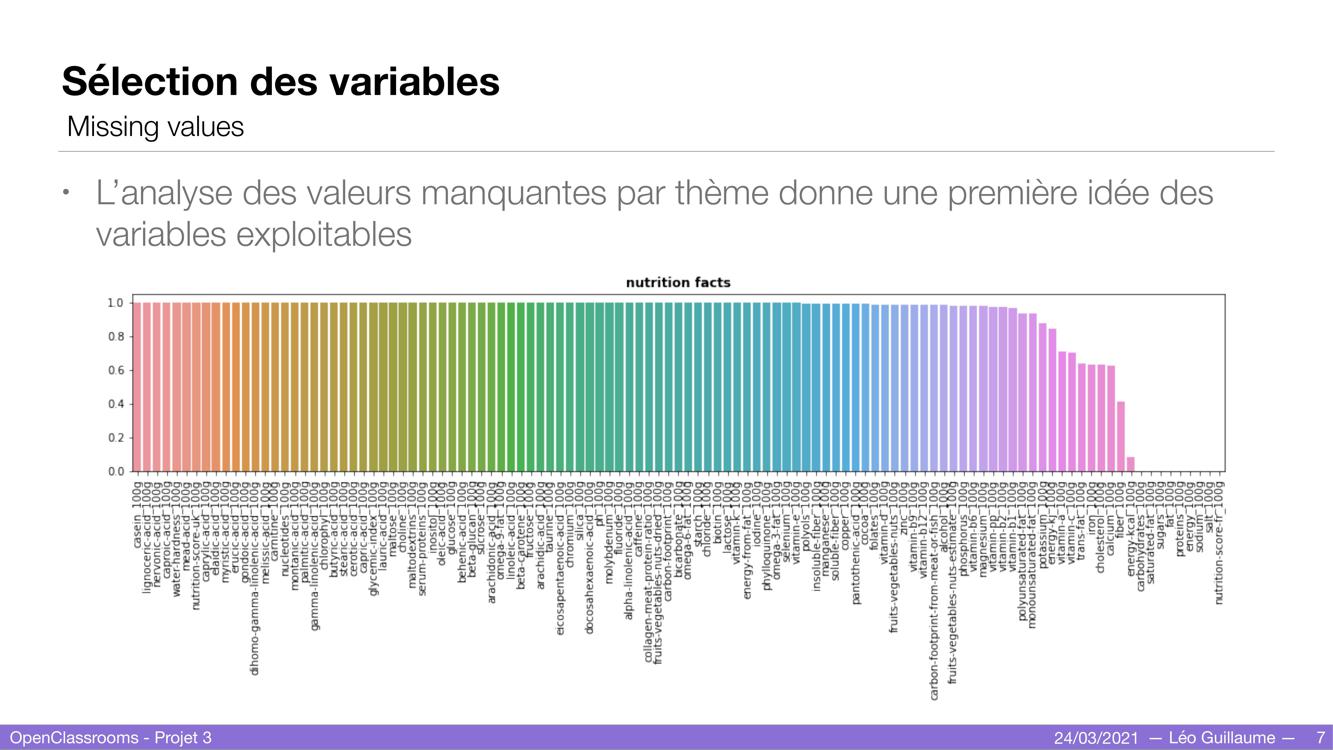 Sélection des variables
Missing values
• L’analyse des valeurs manquantes par thème donne une première idée des
variables exploitables
nutrition facts
1.0
0.8
0.6
0.4
0.2
0.0
casein_100g
lignoceric-acid_100g
nervonic-acid_100g
caproic-acid_100g
water-hardness_100g
mead-acid_100g
nutrition-score-uk_100g
caprylic-acid_100g
elaidic-acid_100g
myristic-acid_100g
erucic-acid_100g
gondoic-acid_100g
dihomo-gamma-linolenic-acid_100g
melissic-acid_100g
carnitine_100g
nucleotides_100g
montanic-acid_100g
palmitic-acid_100g
gamma-linolenic-acid_100g
chlorophyl_100g
butyric-acid_100g
stearic-acid_100g
cerotic-acid_100g
capric-acid_100g
glycemic-index_100g
lauric-acid_100g
maltose_100g
choline_100g
maltodextrins_100g
serum-proteins_100g
inositol_100g
oleic-acid_100g
glucose_100g
behenic-acid_100g
beta-glucan_100g
sucrose_100g
arachidonic-acid_100g
omega-9-fat_100g
linoleic-acid_100g
beta-carotene_100g
fructose_100g
arachidic-acid_100g
taurine_100g
eicosapentaenoic-acid_100g
chromium_100g
silica_100g
docosahexaenoic-acid_100g
ph_100g
molybdenum_100g
fluoride_100g
alpha-linolenic-acid_100g
caffeine_100g
collagen-meat-protein-ratio_100g
fruits-vegetables-nuts-dried_100g
carbon-footprint_100g
bicarbonate_100g
omega-6-fat_100g
starch_100g
chloride_100g
biotin_100g
lactose_100g
vitamin-k_100g
energy-from-fat_100g
iodine_100g
phylloquinone_100g
omega-3-fat_100g
selenium_100g
vitamin-e_100g
polyols_100g
insoluble-fiber_100g
manganese_100g
soluble-fiber_100g
copper_100g
pantothenic-acid_100g
cocoa_100g
folates_100g
vitamin-d_100g
fruits-vegetables-nuts_100g
zinc_100g
vitamin-b9_100g
vitamin-b12_100g
carbon-footprint-from-meat-or-fish_100g
alcohol_100g
fruits-vegetables-nuts-estimate_100g
phosphorus_100g
vitamin-b6_100g
magnesium_100g
vitamin-pp_100g
vitamin-b2_100g
vitamin-b1_100g
polyunsaturated-fat_100g
monounsaturated-fat_100g
potassium_100g
energy-kj_100g
vitamin-a_100g
vitamin-c_100g
trans-fat_100g
iron_100g
cholesterol_100g
calcium_100g
fiber_100g
energy-kcal_100g
carbohydrates_100g
saturated-fat_100g
sugars_100g
fat_100g
proteins_100g
energy_100g
sodium_100g
salt_100g
nutrition-score-fr_100g
OpenClassrooms - Projet 3
24/03/2021 — Léo Guillaume — 7